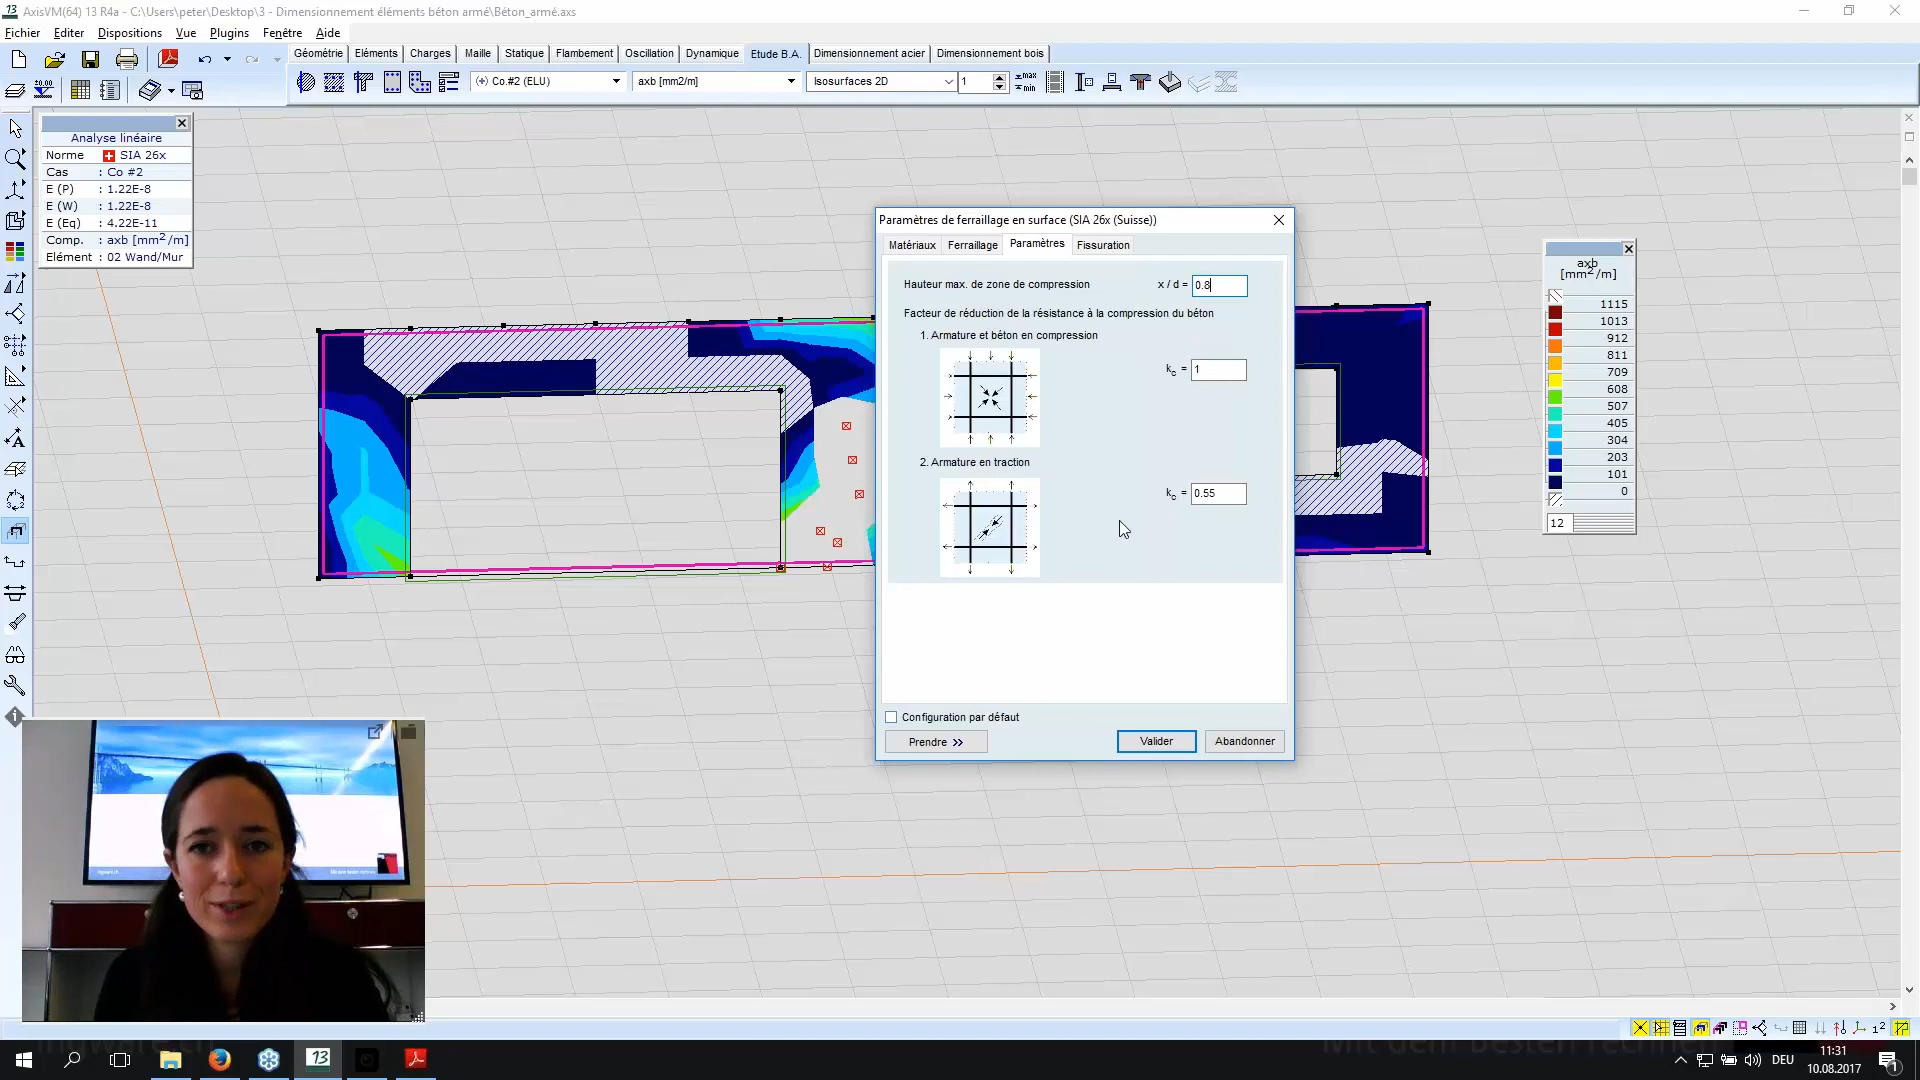 AxisVM(64) 13 R4a - C:\Users\peter\Desktop\3 - Dimensionnement éléments béton armé\Béton_armé.axs
Fichier Editer Dispositions Vue Plugins Fenêtre Aide
Géométrie Eléments Charges Maille Statique Flambement Oscillation Dynamique Etude B.A. Dimensionnement acier Dimensionnement bois
Co.#2 (ELU) axb [mm2/m] Isosurfaces 2D 1 max min
Analyse linéaire
Norme SIA 26x
Cas : Co #2
E (P) : 1.22E-8
E (W) : 1.22E-8
E (Eq) : 4.22E-11
Comp. : axb [mm2/m]
Elément : 02 Wand/Mur
Paramètres de ferraillage en surface (SIA 26x (Suisse))
Matériaux Ferraillage Paramètres Fissuration
Hauteur max. de zone de compression x / d = 0.8
Facteur de réduction de la résistance à la compression du béton
1. Armature et béton en compression
kc = 1
2. Armature en traction
kc = 0.55
Configuration par défaut
Prendre >> Valider Abandonner
axb
[mm2/m]
1115
1013
912
811
709
608
507
405
304
203
101
0
12
13
DEU
11:31
10.08.2017
1